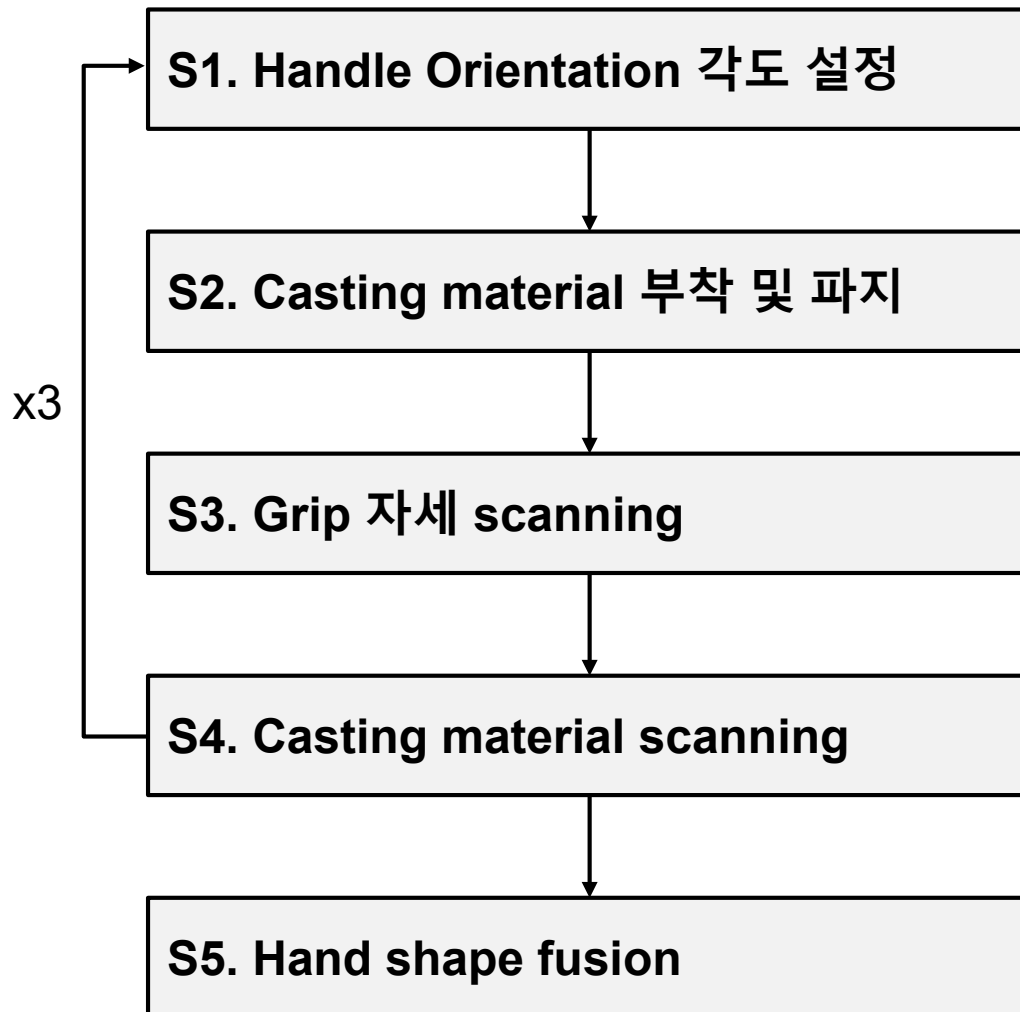 S1. Handle Orientation 각도 설정
S2. Casting material 부착 및 파지
x3
S3. Grip 자세 scanning
S4. Casting material scanning
S5. Hand shape fusion